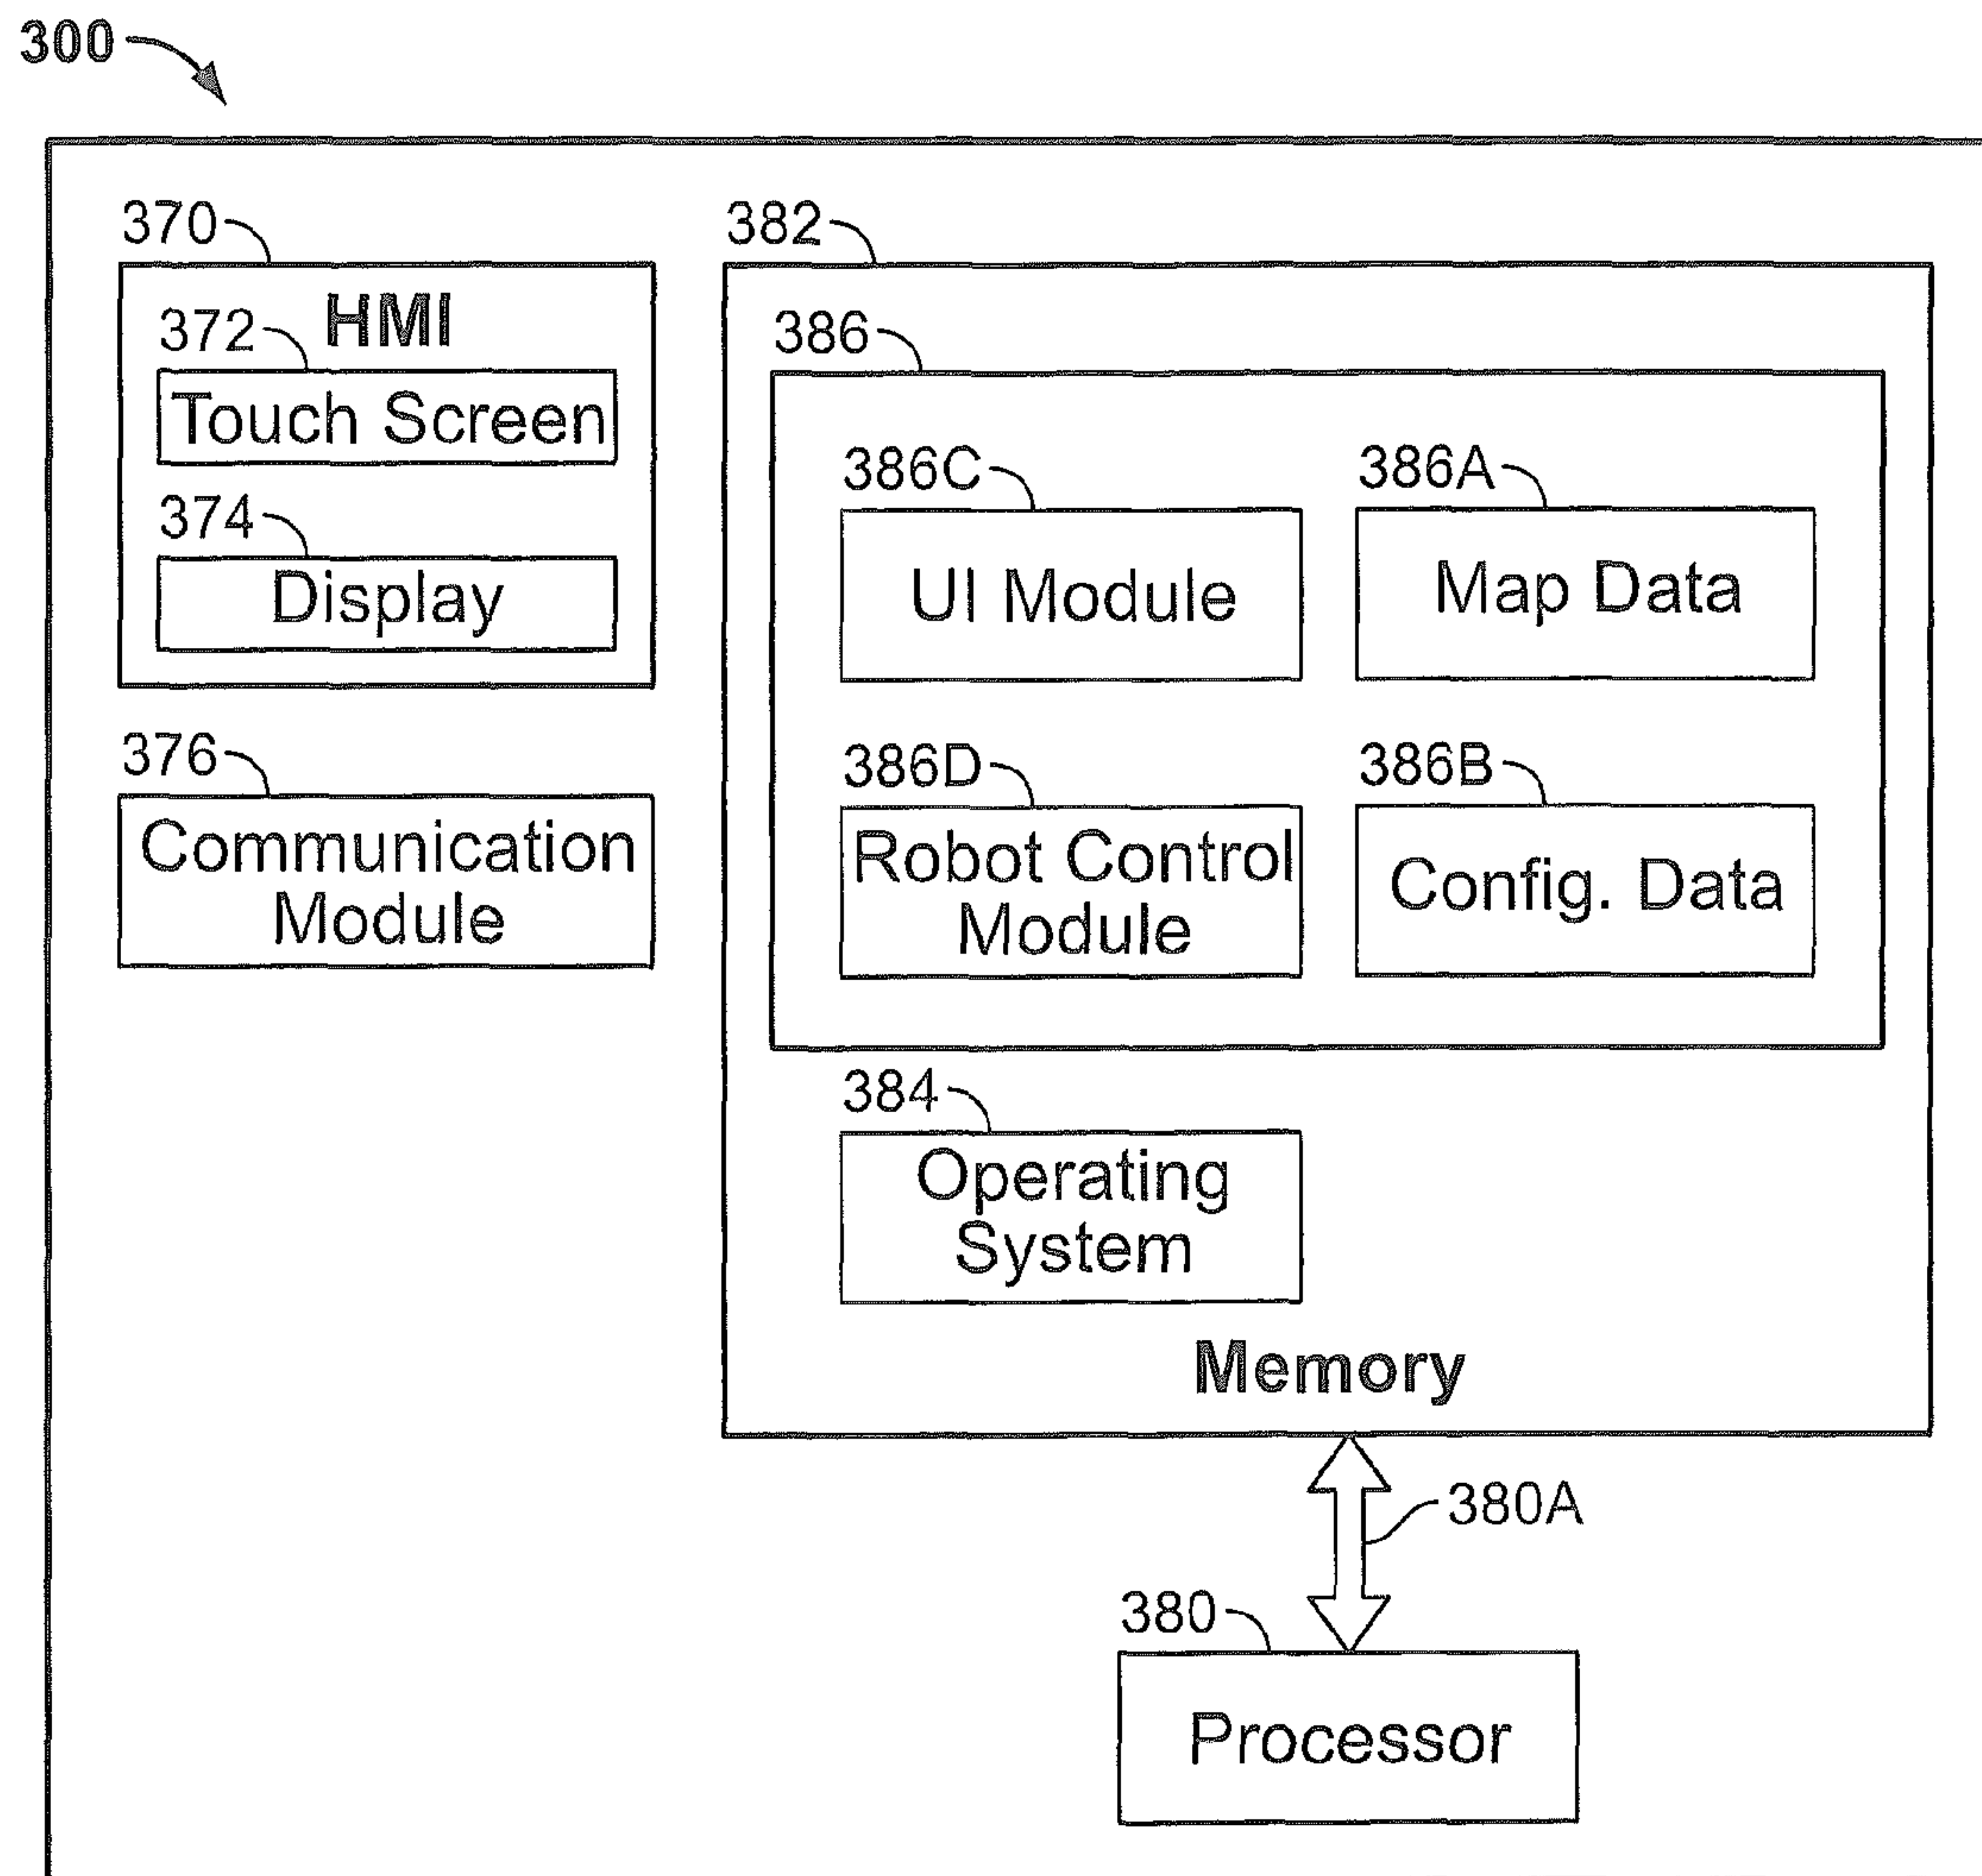 300
370
HMI
372
Touch Screen
374
Display
376
Communication
Module
382
386
386C
UI Module
386A
Map Data
386D
Robot Control
Module
386B
Config. Data
384
Operating
System
Memory
380A
380
Processor